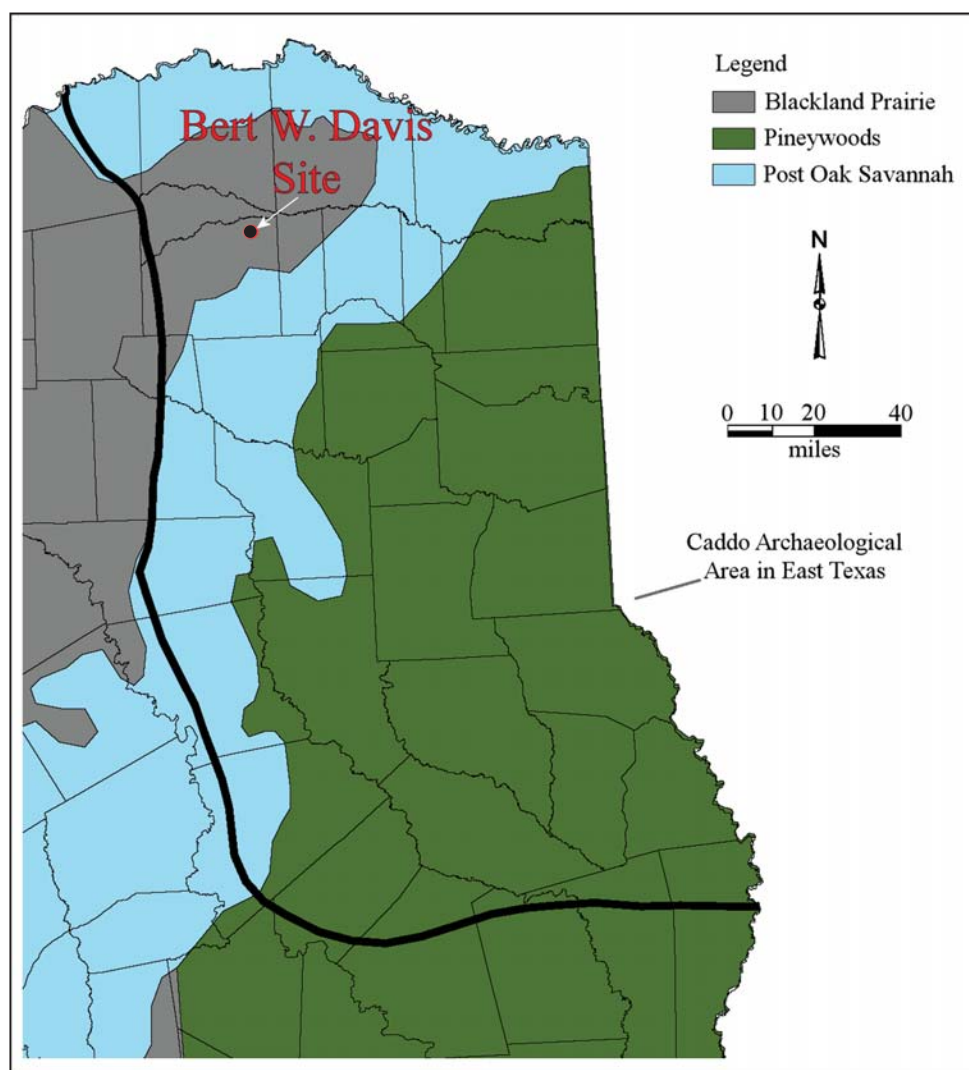 Bert W. Davis
Site
Legend
Blackland Prairie
Pineywoods
Post Oak Savannah
N
0 10 20 40
miles
Caddo Archaeological
Area in East Texas